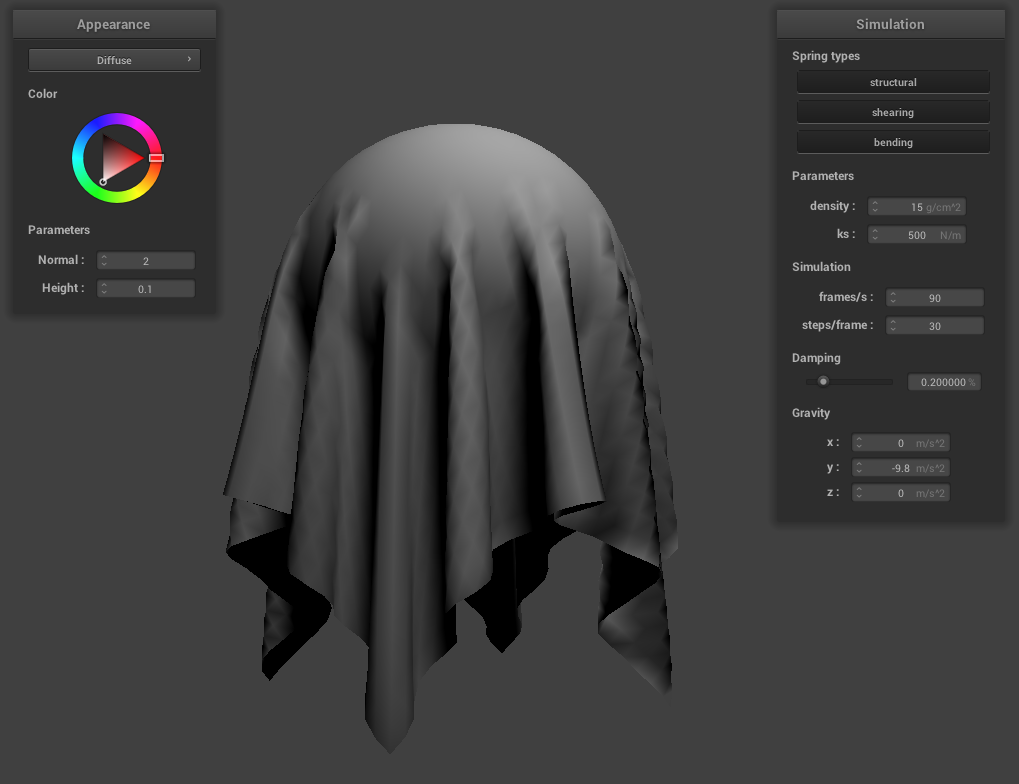 Appearance
Diffuse ›
Color
Parameters
Normal : 2
Height : 0.1
Simulation
Spring types
structural
shearing
bending
Parameters
density : 15 g/cm^2
ks : 500 N/m
Simulation
frames/s : 90
steps/frame : 30
Damping
0.200000 %
Gravity
x : 0 m/s^2
y : -9.8 m/s^2
z : 0 m/s^2